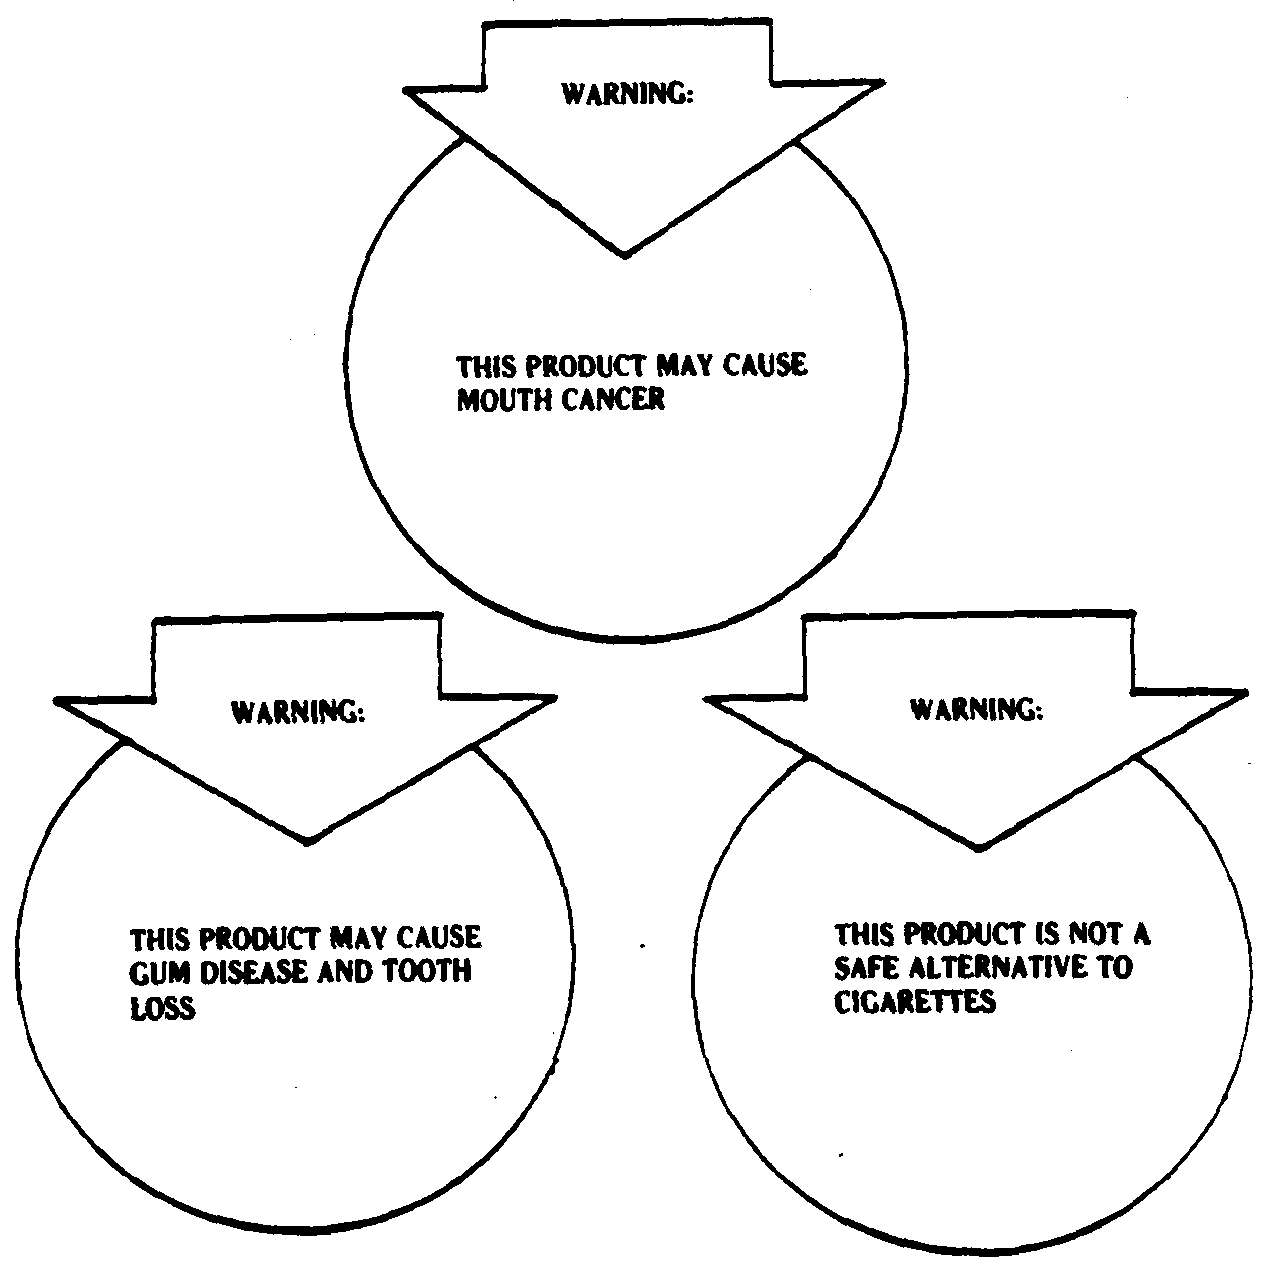 WARNING:
THIS PRODUCT MAY CAUSE
MOUTH CANCER
WARNING:
THIS PRODUCT MAY CAUSE
GUM DISEASE AND TOOTH
LOSS
WARNING:
THIS PRODUCT IS NOT A
SAFE ALTERNATIVE TO
CIGARETTES